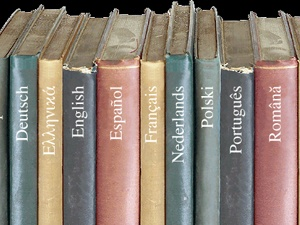 Deutsch
Ελληνικά
English
Español
Français
Nederlands
Polski
Português
Română